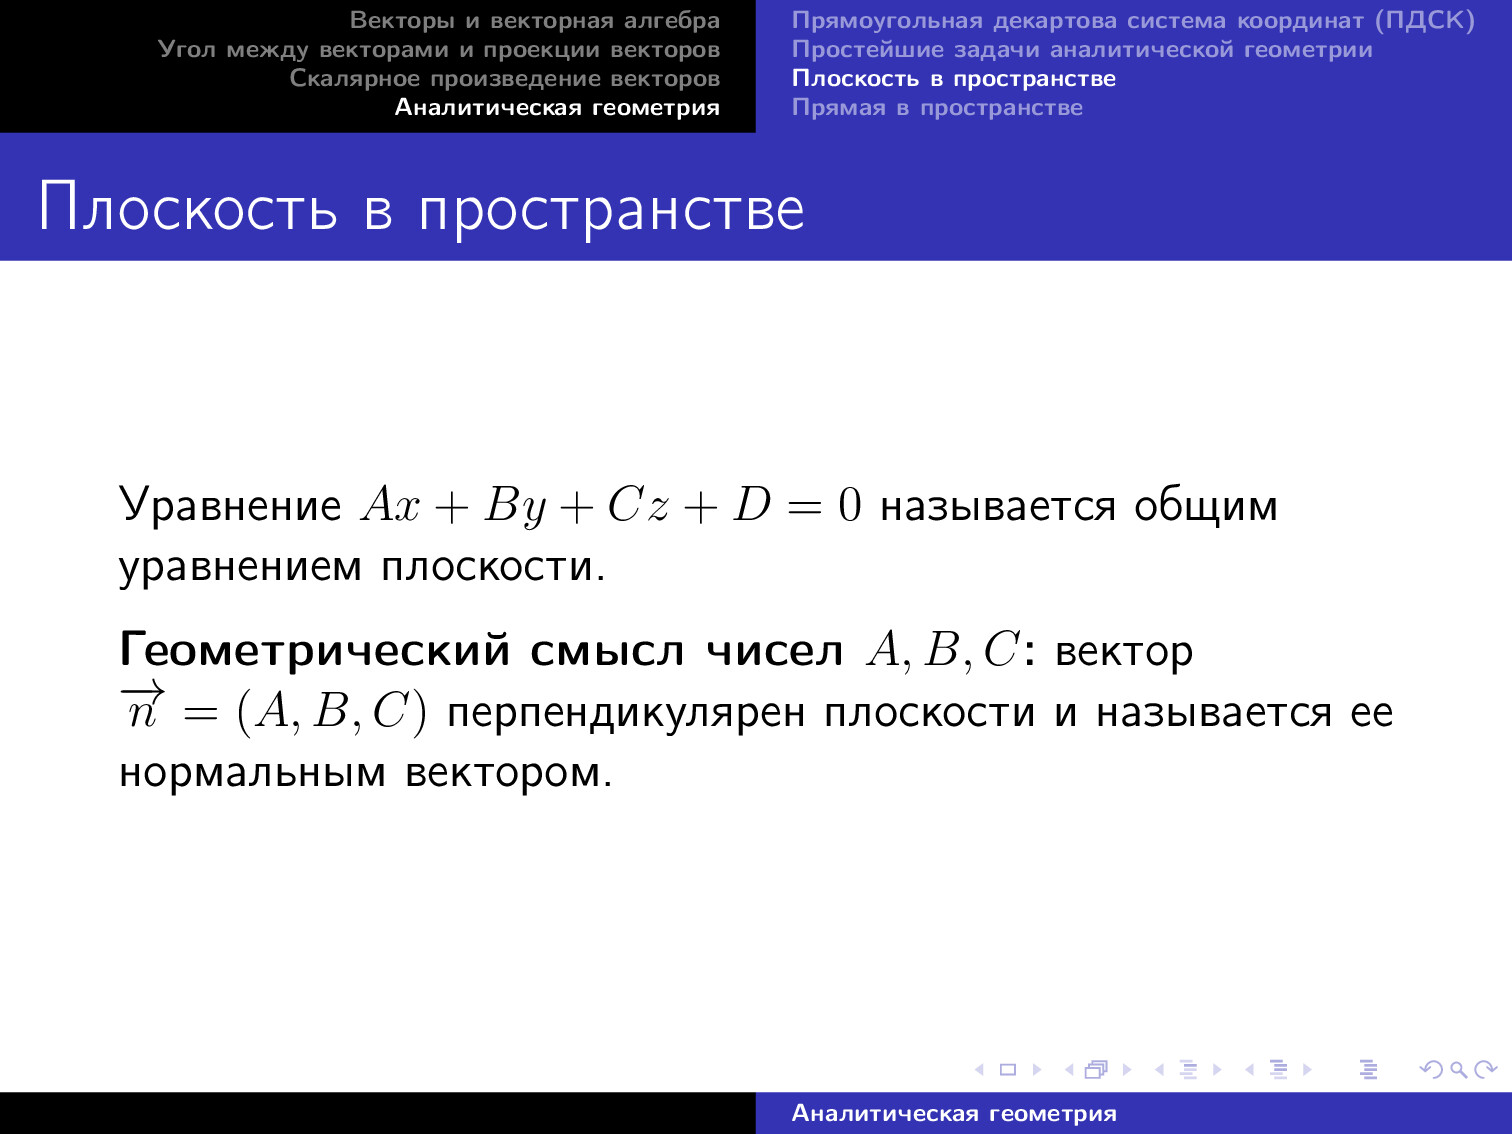 Векторы и векторная алгебра
Угол между векторами и проекции векторов
Скалярное произведение векторов
Аналитическая геометрия
Прямоугольная декартова система координат (ПДСК)
Простейшие задачи аналитической геометрии
Плоскость в пространстве
Прямая в пространстве
Плоскость в пространстве
Уравнение Ax + By + Cz + D = 0 называется общим
уравнением плоскости.
Геометрический смысл чисел A, B, C: вектор
n⃗ = (A, B, C) перпендикулярен плоскости и называется ее
нормальным вектором.
Аналитическая геометрия